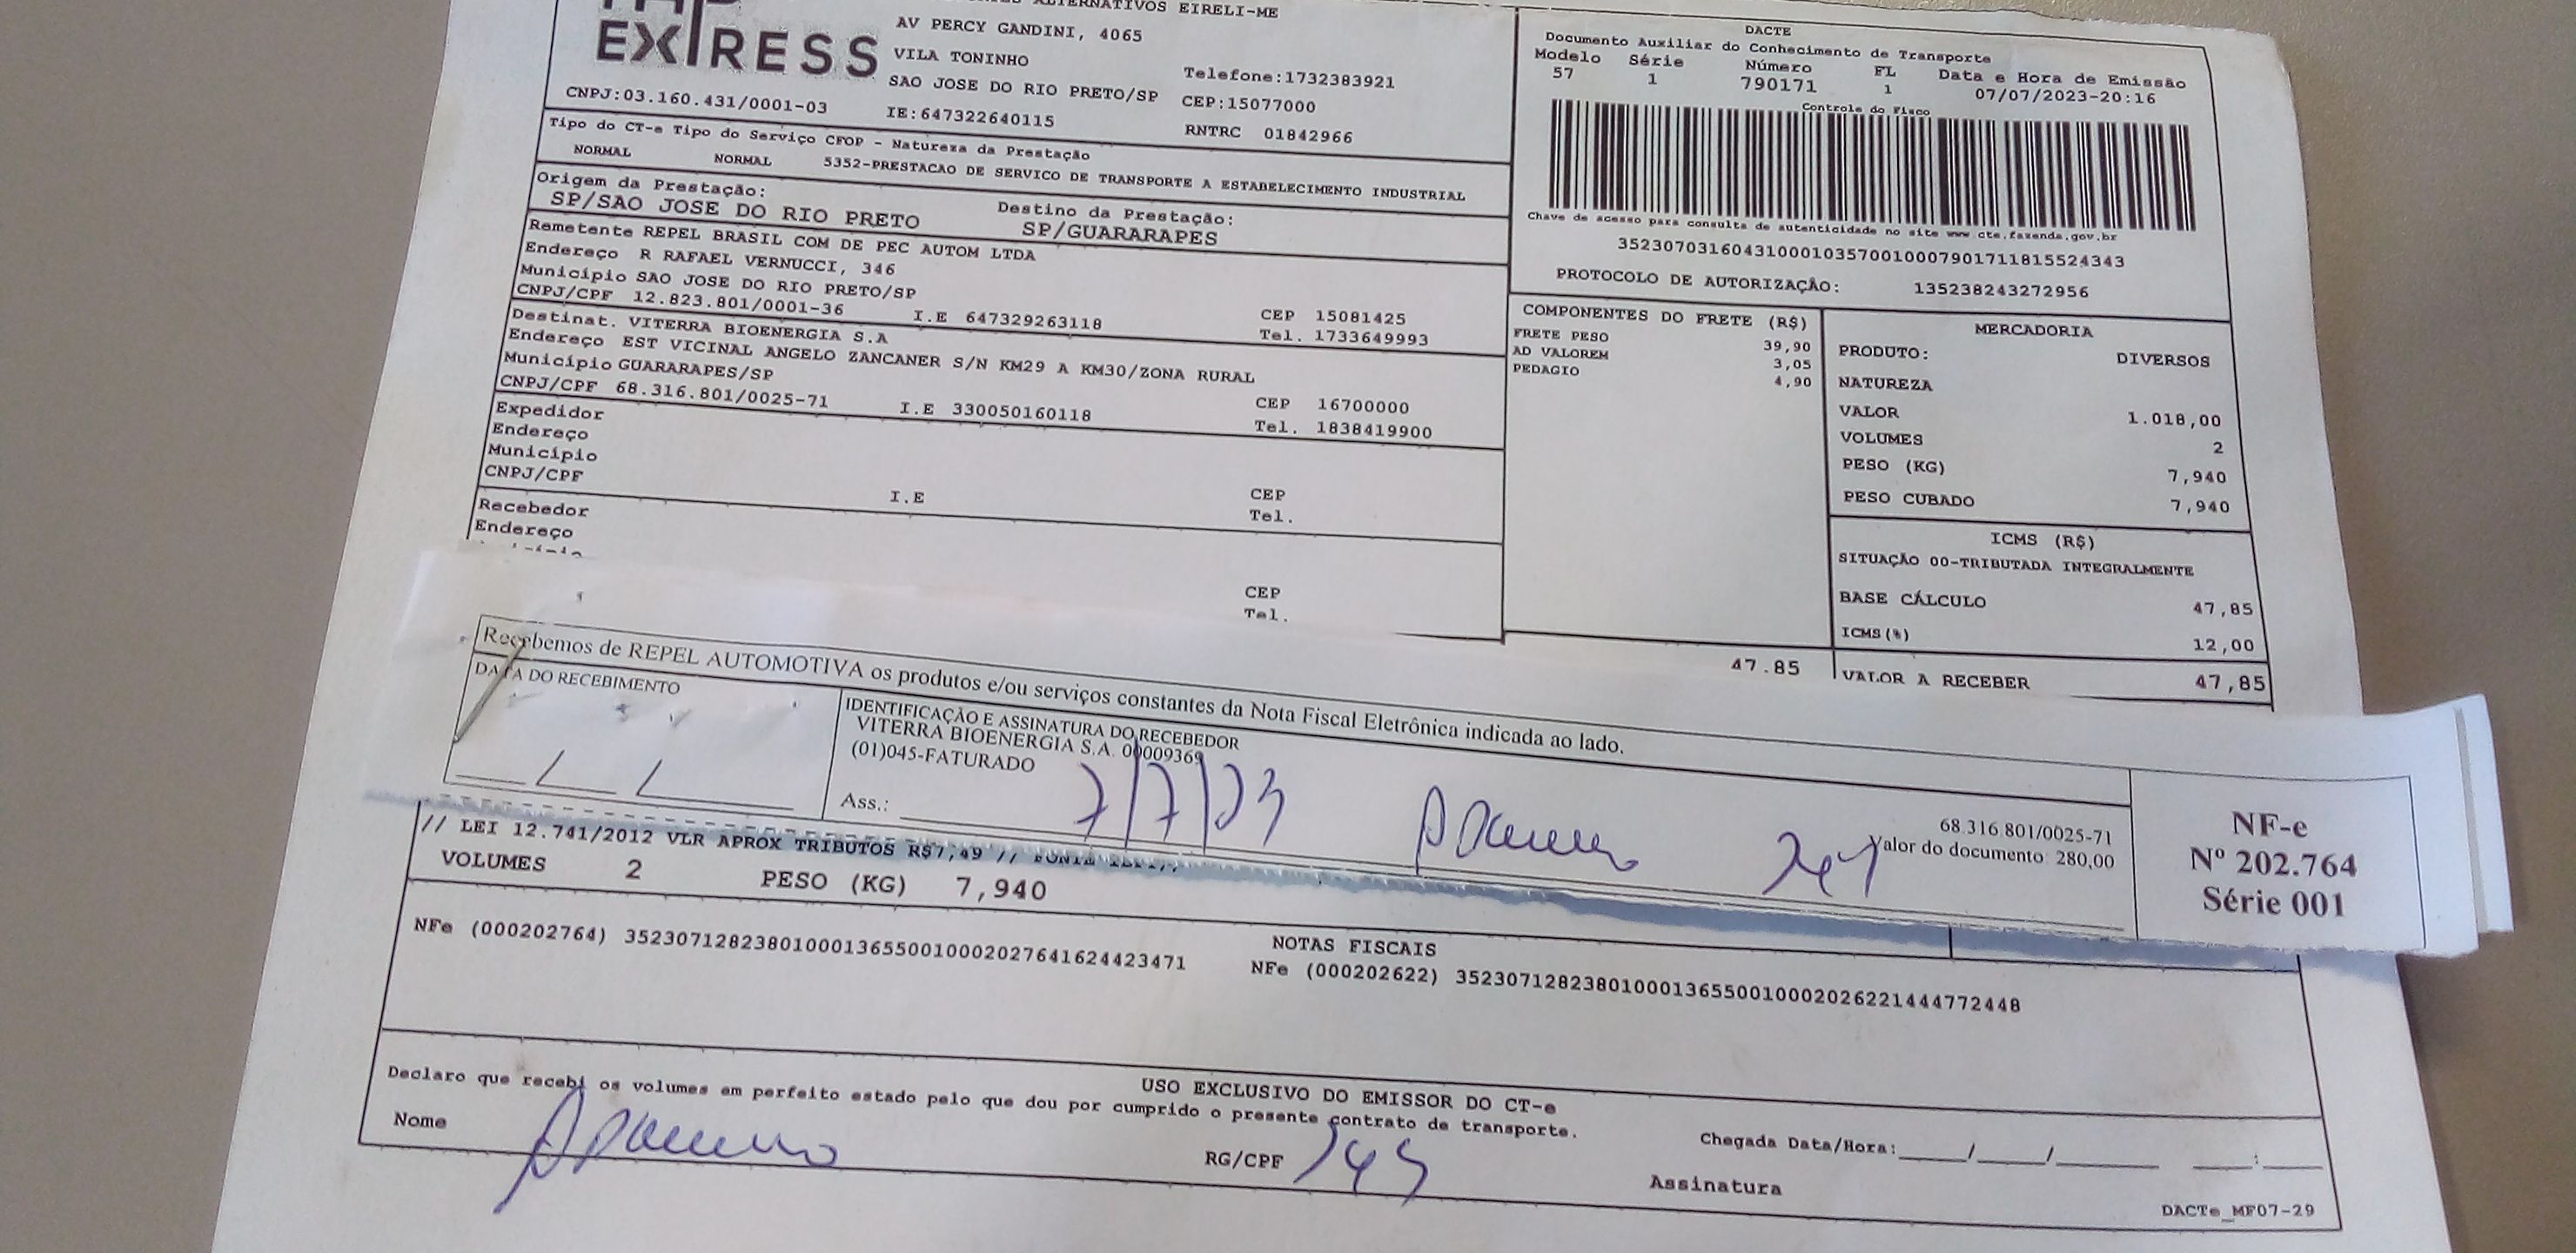 EXPRESS
ALTERNATIVOS EIRELI-ME
AV PERCY GANDINI, 4065
VILA TONINHO
Telefone:1732383921
SAO JOSE DO RIO PRETO/SP CEP:15077000
CNPJ:03.160.431/0001-03 IE:647322640115 RNTRC 01842966
Tipo do CT-e Tipo do Serviço CFOP - Natureza da Prestação
NORMAL NORMAL 5352-PRESTACAO DE SERVICO DE TRANSPORTE A ESTABELECIMENTO INDUSTRIAL
Origem da Prestação: Destino da Prestação:
SP/SAO JOSE DO RIO PRETO SP/GUARARAPES
Remetente REPEL BRASIL COM DE PEC AUTOM LTDA
Endereço R RAFAEL VERNUCCI, 346
Município SAO JOSE DO RIO PRETO/SP CEP 15081425
CNPJ/CPF 12.823.801/0001-36 I.E 647329263118 Tel. 1733649993
Destinat. VITERRA BIOENERGIA S.A
Endereço EST VICINAL ANGELO ZANCANER S/N KM29 A KM30/ZONA RURAL
Município GUARARAPES/SP CEP 16700000
CNPJ/CPF 68.316.801/0025-71 I.E 330050160118 Tel. 1838419900
Expedidor
Endereço
Município CEP
CNPJ/CPF I.E Tel.
Recebedor
Endereço
CEP
Tel.
DACTE
Documento Auxiliar do Conhecimento de Transporte
Modelo Série Número FL Data e Hora de Emissão
57 1 790171 1 07/07/2023-20:16
Controle do Fisco
Chave de acesso para consulta de autenticidade no site www cte.fazenda.gov.br
35230703160431000103570010007901711815524343
PROTOCOLO DE AUTORIZAÇÃO: 135238243272956
COMPONENTES DO FRETE (R$)
FRETE PESO 39,90
AD VALOREM 3,05
PEDAGIO 4,90
47.85
MERCADORIA
PRODUTO: DIVERSOS
NATUREZA
VALOR 1.018,00
VOLUMES 2
PESO (KG) 7,940
PESO CUBADO 7,940
ICMS (R$)
SITUAÇÃO 00-TRIBUTADA INTEGRALMENTE
BASE CÁLCULO 47,85
ICMS(%) 12,00
VALOR A RECEBER 47,85
Recebemos de REPEL AUTOMOTIVA os produtos e/ou serviços constantes da Nota Fiscal Eletrônica indicada ao lado.
DATA DO RECEBIMENTO
IDENTIFICAÇÃO E ASSINATURA DO RECEBEDOR
VITERRA BIOENERGIA S.A. 00009369
(01)045-FATURADO
Ass.: 7/7/23
68.316.801/0025-71
Valor do documento: 280,00
NF-e
Nº 202.764
Série 001
// LEI 12.741/2012 VLR APROX TRIBUTOS R$7,49 //
VOLUMES 2 PESO (KG) 7,940
NOTAS FISCAIS
NFe (000202764) 35230712823801000136550010002027641624423471 NFe (000202622) 35230712823801000136550010002026221444772448
USO EXCLUSIVO DO EMISSOR DO CT-e
Declaro que recebi os volumes em perfeito estado pelo que dou por cumprido o presente contrato de transporte.
Nome RG/CPF Chegada Data/Hora:____/____/____ ___:___
Assinatura
DACTe_MF07-29